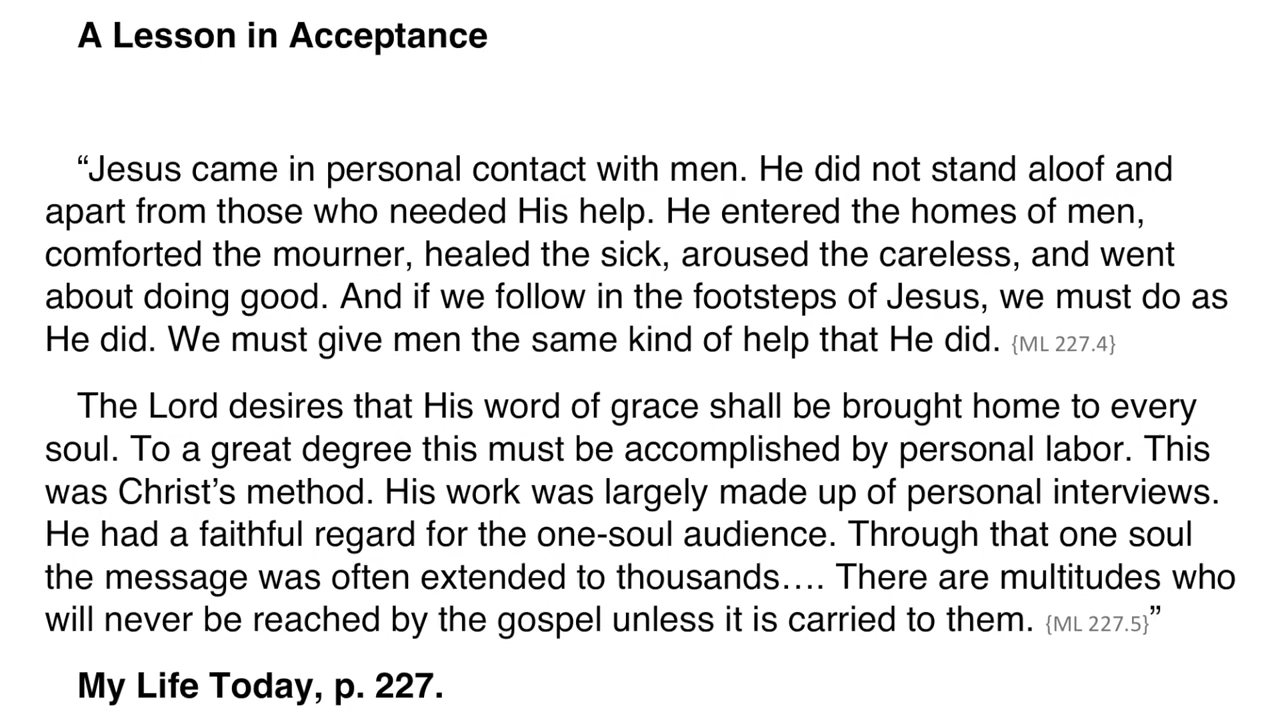 A Lesson in Acceptance
“Jesus came in personal contact with men. He did not stand aloof and
apart from those who needed His help. He entered the homes of men,
comforted the mourner, healed the sick, aroused the careless, and went
about doing good. And if we follow in the footsteps of Jesus, we must do as
He did. We must give men the same kind of help that He did. {ML 227.4}
The Lord desires that His word of grace shall be brought home to every
soul. To a great degree this must be accomplished by personal labor. This
was Christ’s method. His work was largely made up of personal interviews.
He had a faithful regard for the one-soul audience. Through that one soul
the message was often extended to thousands…. There are multitudes who
will never be reached by the gospel unless it is carried to them. {ML 227.5}”
My Life Today, p. 227.